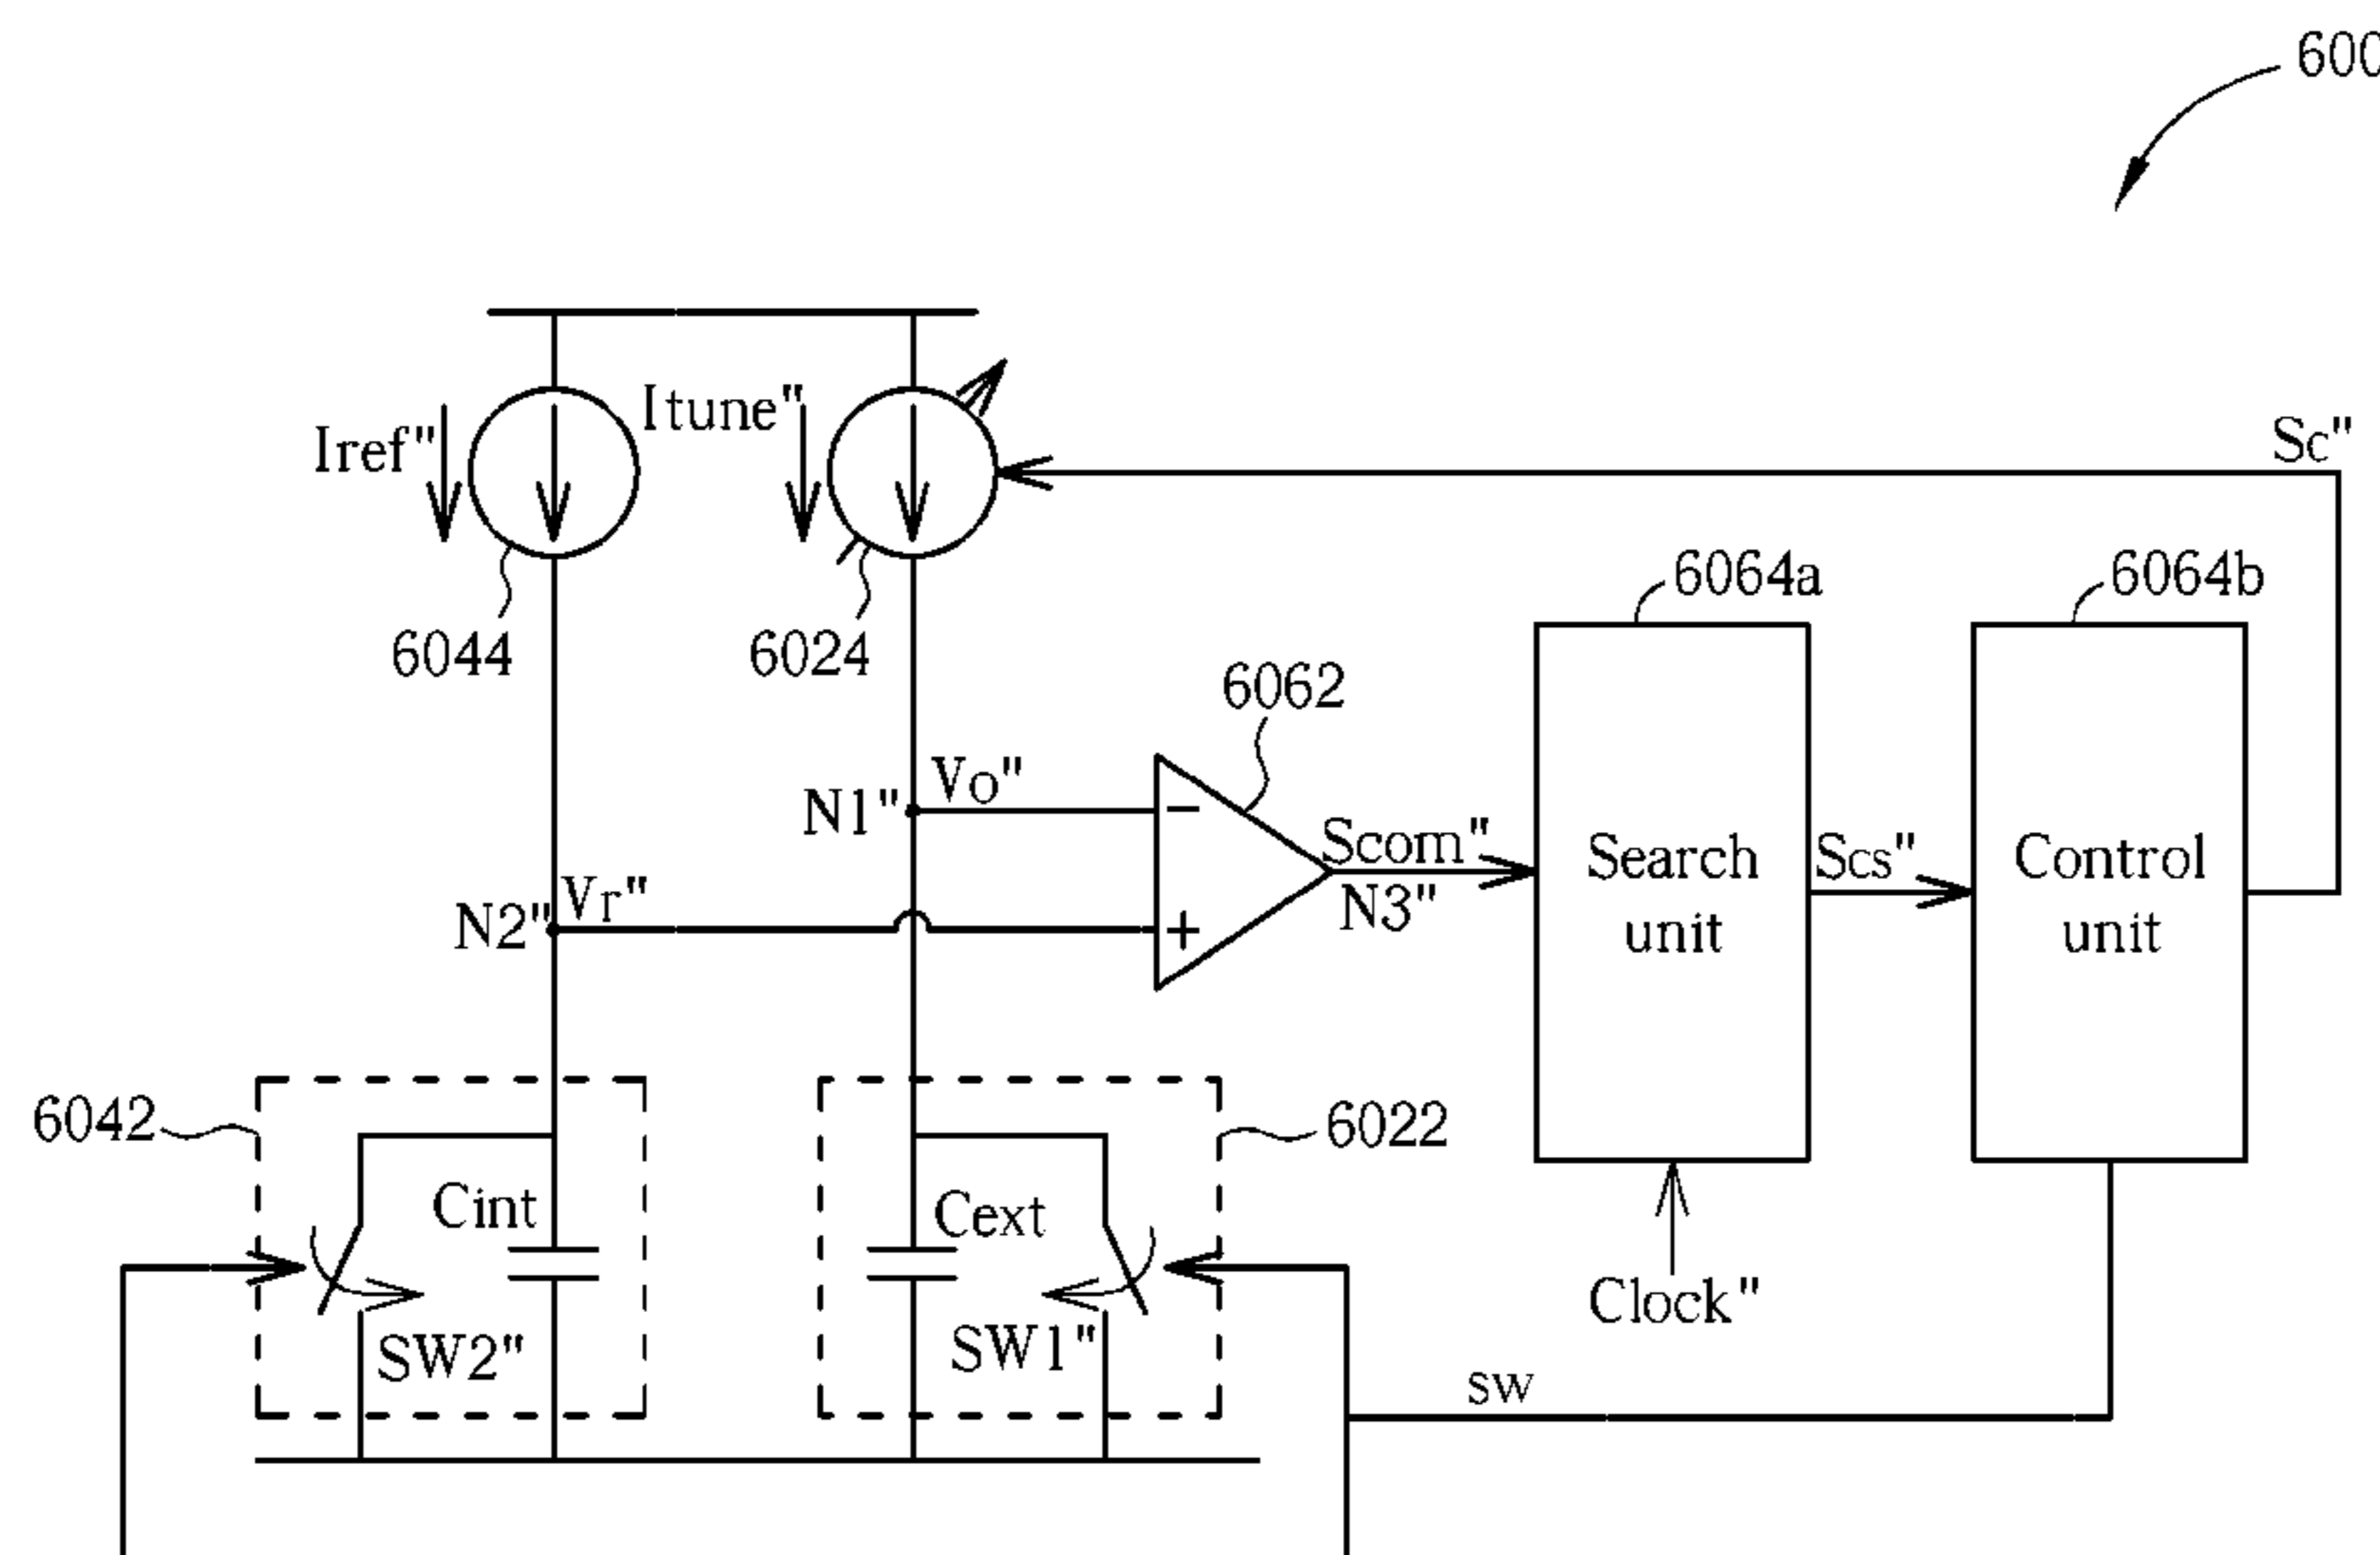 600
Iref"
Itune"
Sc"
6044
6024
6064a
6064b
6062
Vo"
N1"
Vr"
N2"
Scom"
N3"
Search
unit
Scs"
Control
unit
6042
6022
Cint
Cext
SW2"
SW1"
Clock"
sw